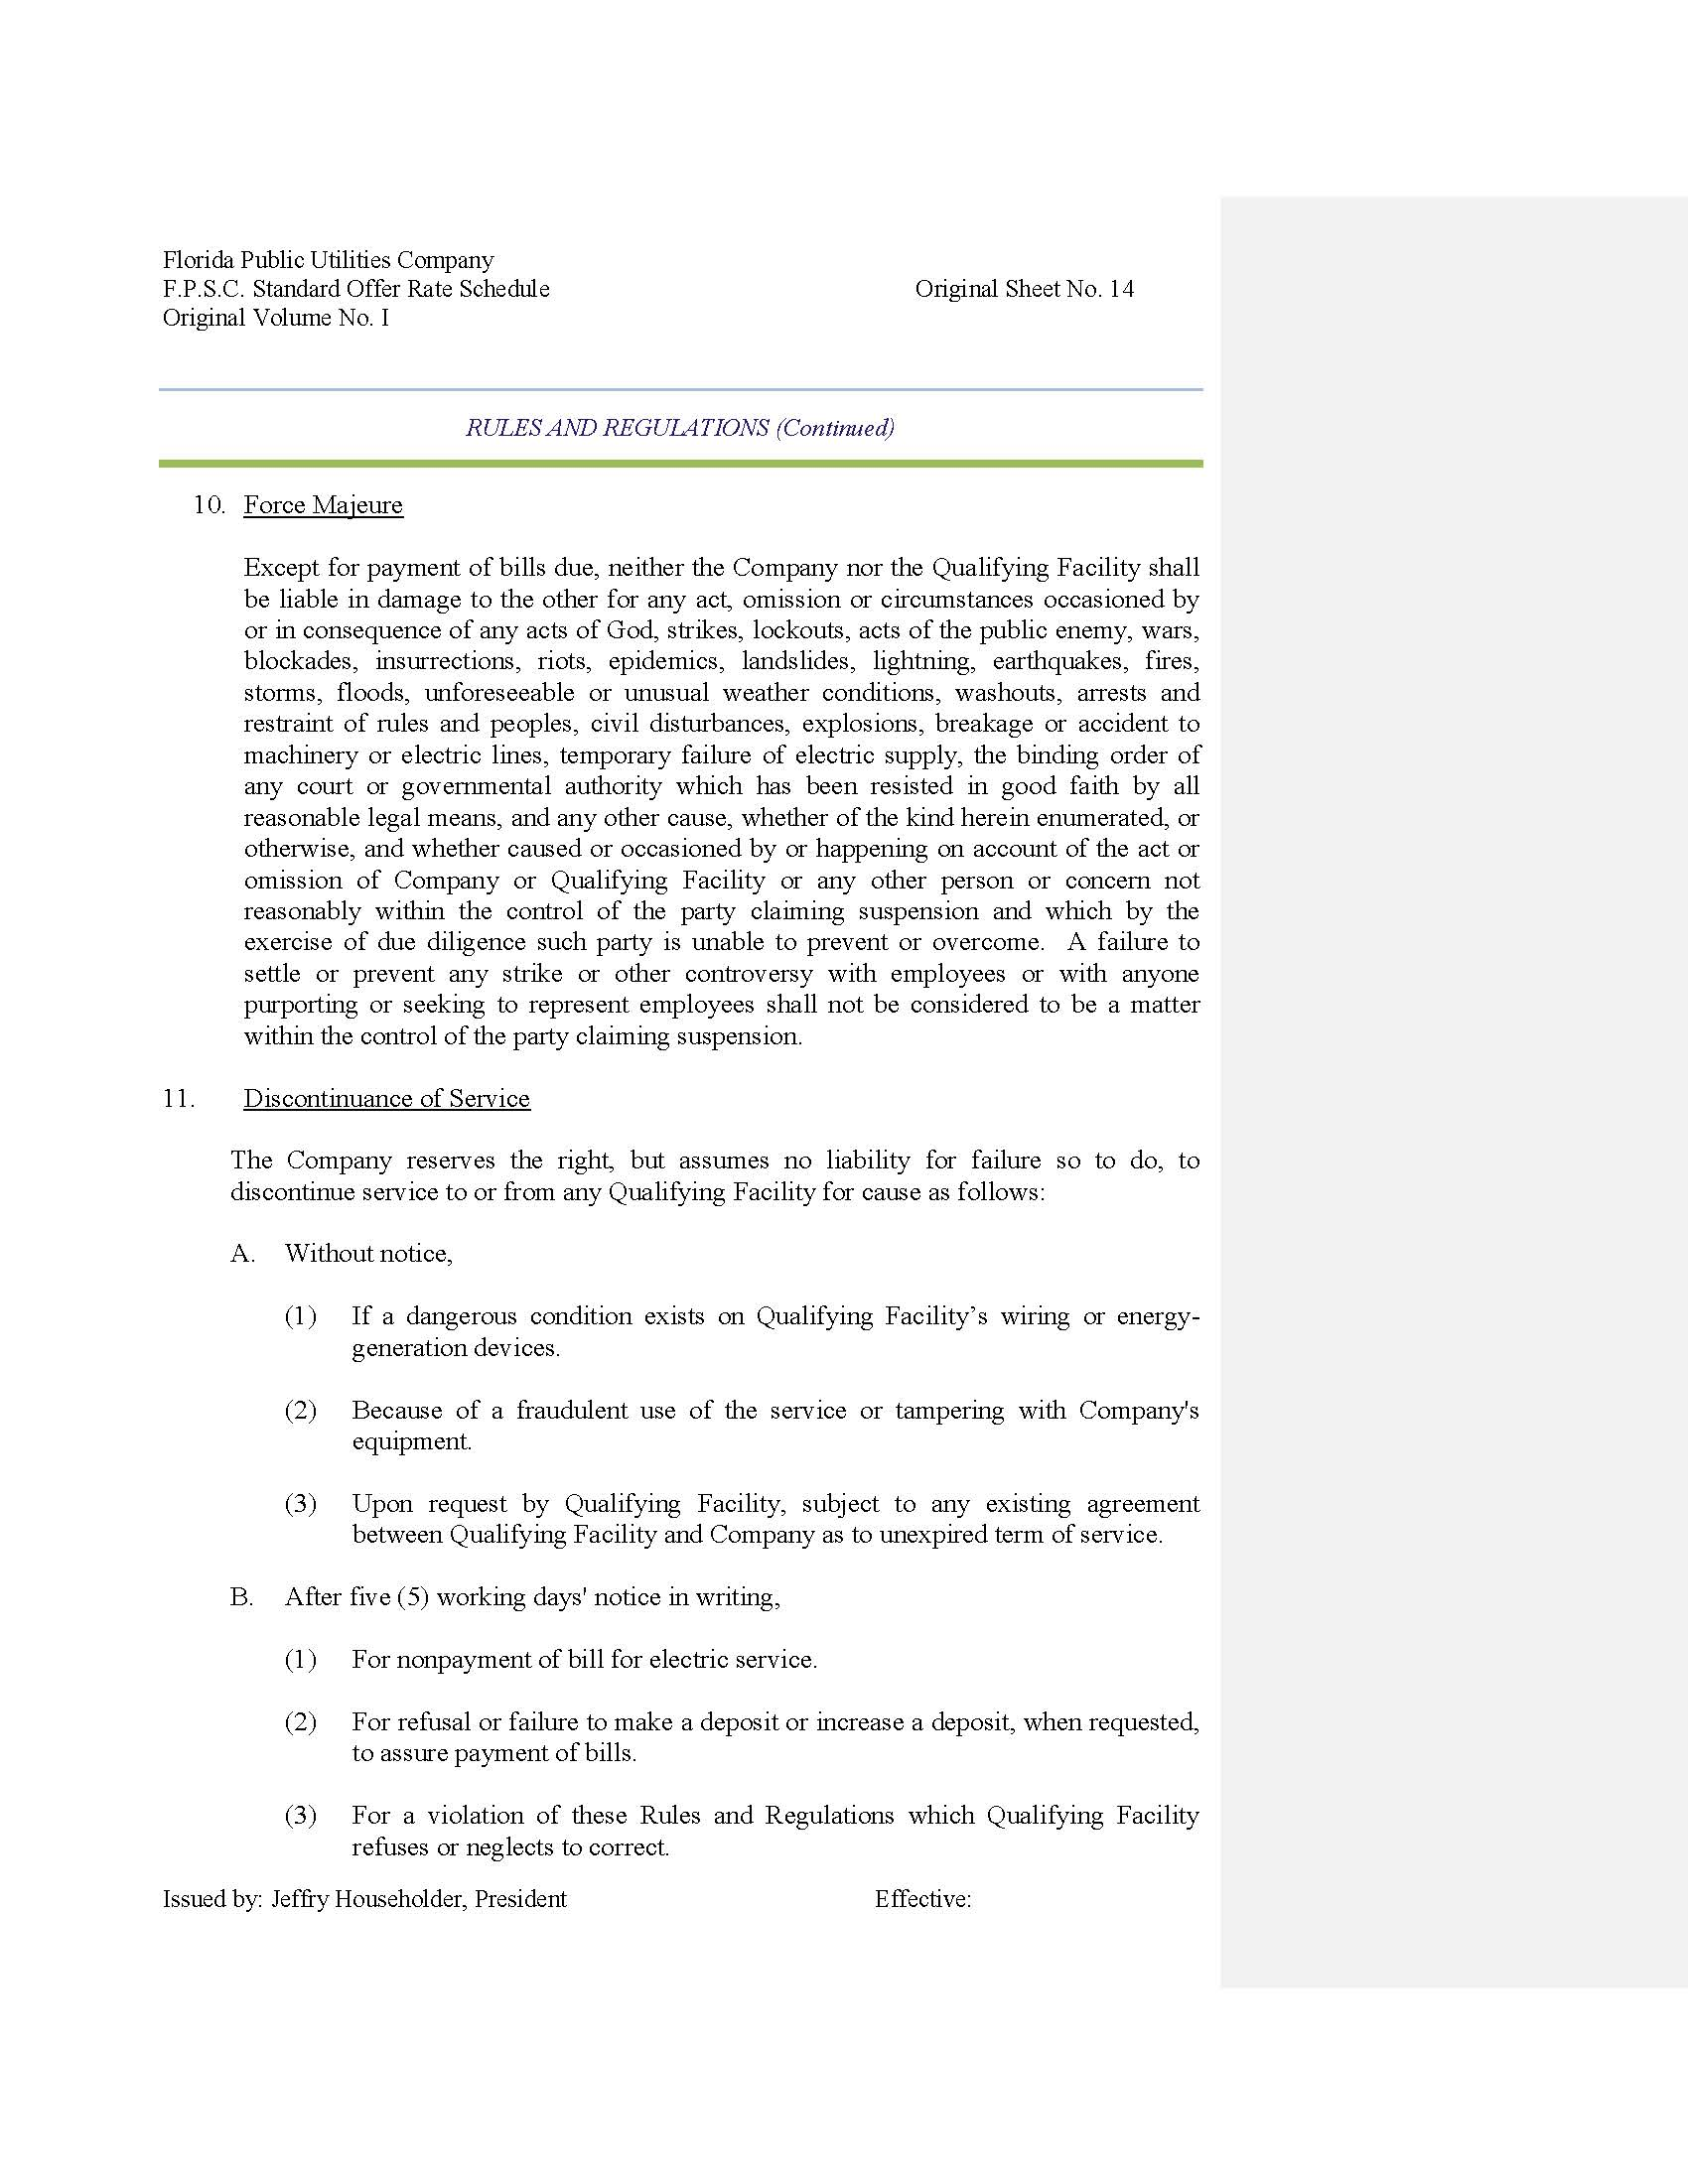 Florida Public Utilities Company
F.P.S.C. Standard Offer Rate Schedule Original Sheet No. 14
Original Volume No. I
RULES AND REGULATIONS (Continued)
10. Force Majeure
Except for payment of bills due, neither the Company nor the Qualifying Facility shall
be liable in damage to the other for any act, omission or circumstances occasioned by
or in consequence of any acts of God, strikes, lockouts, acts of the public enemy, wars,
blockades, insurrections, riots, epidemics, landslides, lightning, earthquakes, fires,
storms, floods, unforeseeable or unusual weather conditions, washouts, arrests and
restraint of rules and peoples, civil disturbances, explosions, breakage or accident to
machinery or electric lines, temporary failure of electric supply, the binding order of
any court or governmental authority which has been resisted in good faith by all
reasonable legal means, and any other cause, whether of the kind herein enumerated, or
otherwise, and whether caused or occasioned by or happening on account of the act or
omission of Company or Qualifying Facility or any other person or concern not
reasonably within the control of the party claiming suspension and which by the
exercise of due diligence such party is unable to prevent or overcome. A failure to
settle or prevent any strike or other controversy with employees or with anyone
purporting or seeking to represent employees shall not be considered to be a matter
within the control of the party claiming suspension.
11. Discontinuance of Service
The Company reserves the right, but assumes no liability for failure so to do, to
discontinue service to or from any Qualifying Facility for cause as follows:
A. Without notice,
(1) If a dangerous condition exists on Qualifying Facility’s wiring or energy-
generation devices.
(2) Because of a fraudulent use of the service or tampering with Company's
equipment.
(3) Upon request by Qualifying Facility, subject to any existing agreement
between Qualifying Facility and Company as to unexpired term of service.
B. After five (5) working days' notice in writing,
(1) For nonpayment of bill for electric service.
(2) For refusal or failure to make a deposit or increase a deposit, when requested,
to assure payment of bills.
(3) For a violation of these Rules and Regulations which Qualifying Facility
refuses or neglects to correct.
Issued by: Jeffry Householder, President Effective: